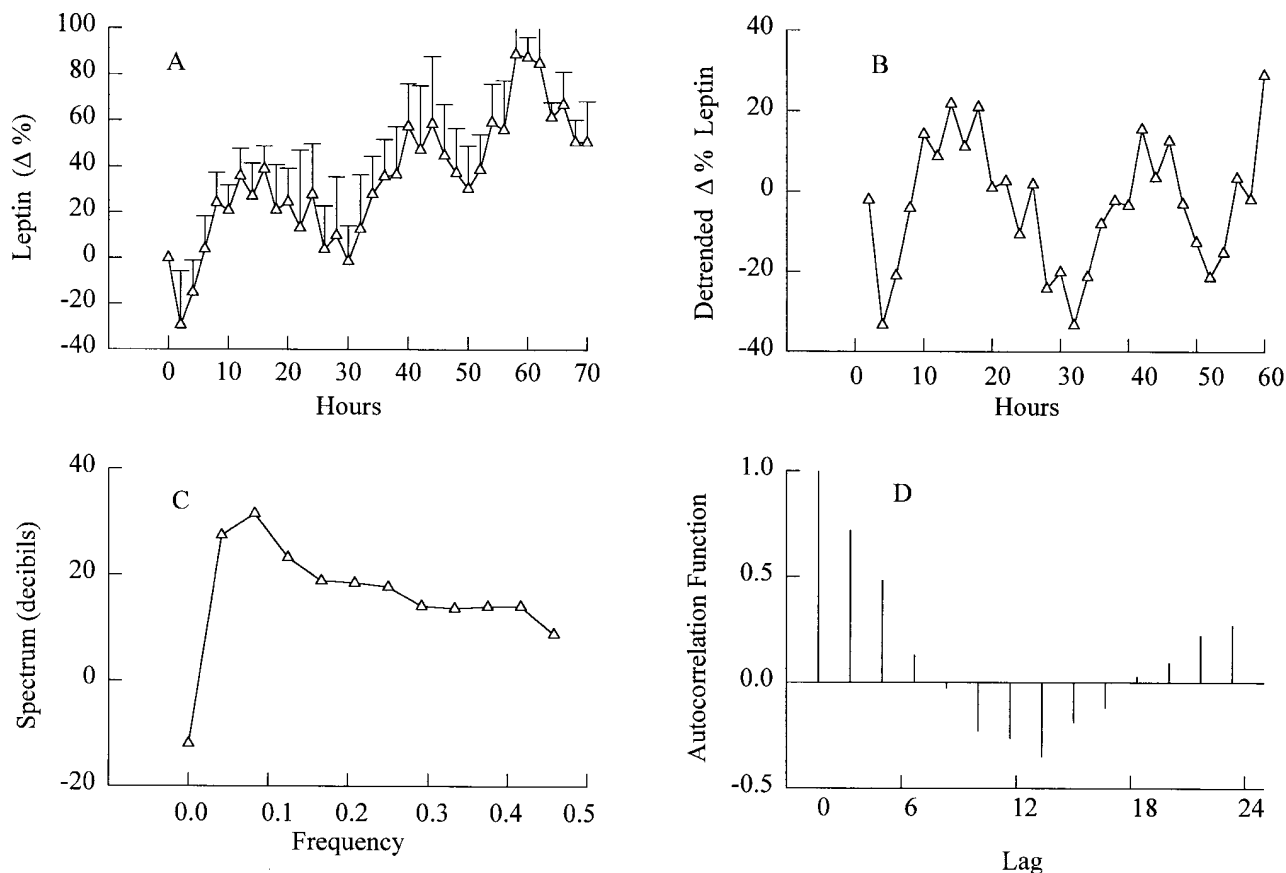 A
Leptin (Δ %)
100
80
60
40
20
0
-20
-40
0 10 20 30 40 50 60 70
Hours
B
Detrended Δ % Leptin
40
20
0
-20
-40
0 10 20 30 40 50 60
Hours
C
Spectrum (decibils)
40
20
0
-20
0.0 0.1 0.2 0.3 0.4 0.5
Frequency
D
Autocorrelation Function
1.0
0.5
0.0
-0.5
0 6 12 18 24
Lag